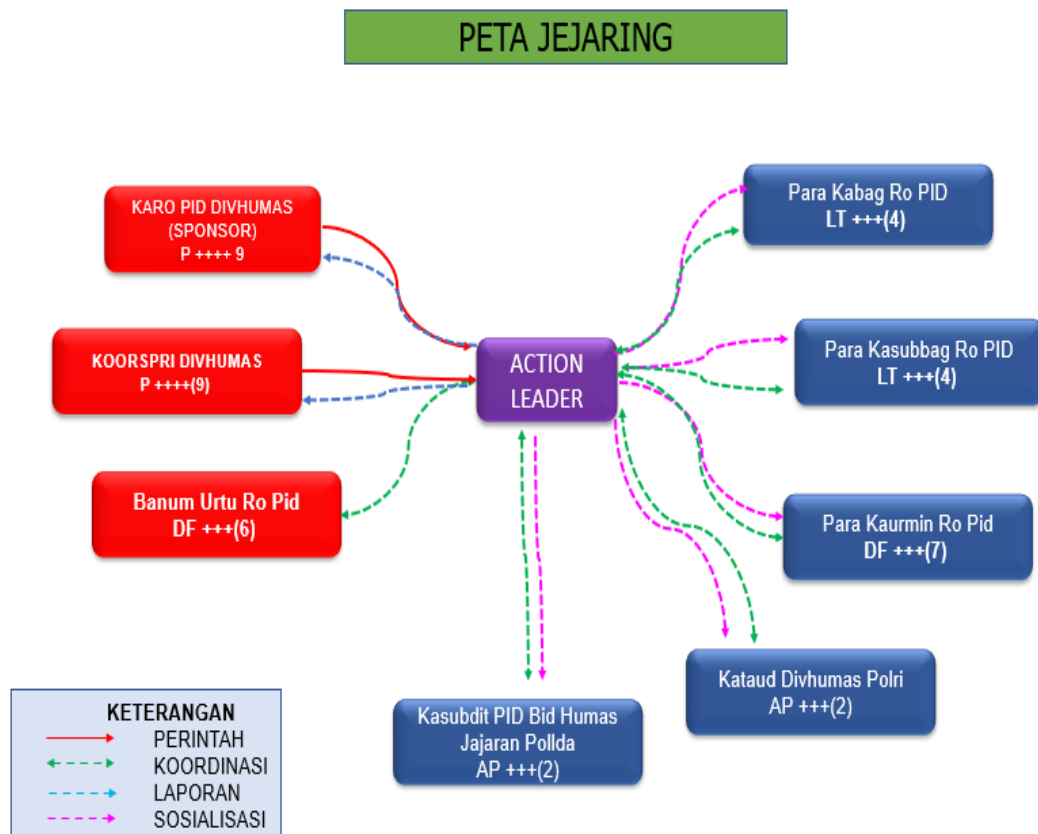 PETA JEJARING
KARO PID DIVHUMAS
(SPONSOR)
P ++++ 9
KOORSPRI DIVHUMAS
P ++++(9)
Banum Urtu Ro Pid
DF +++(6)
ACTION
LEADER
Para Kabag Ro PID
LT +++(4)
Para Kasubbag Ro PID
LT +++(4)
Para Kaurmin Ro Pid
DF +++(7)
Kataud Divhumas Polri
AP +++(2)
Kasubdit PID Bid Humas
Jajaran Pollda
AP +++(2)
KETERANGAN
PERINTAH
KOORDINASI
LAPORAN
SOSIALISASI